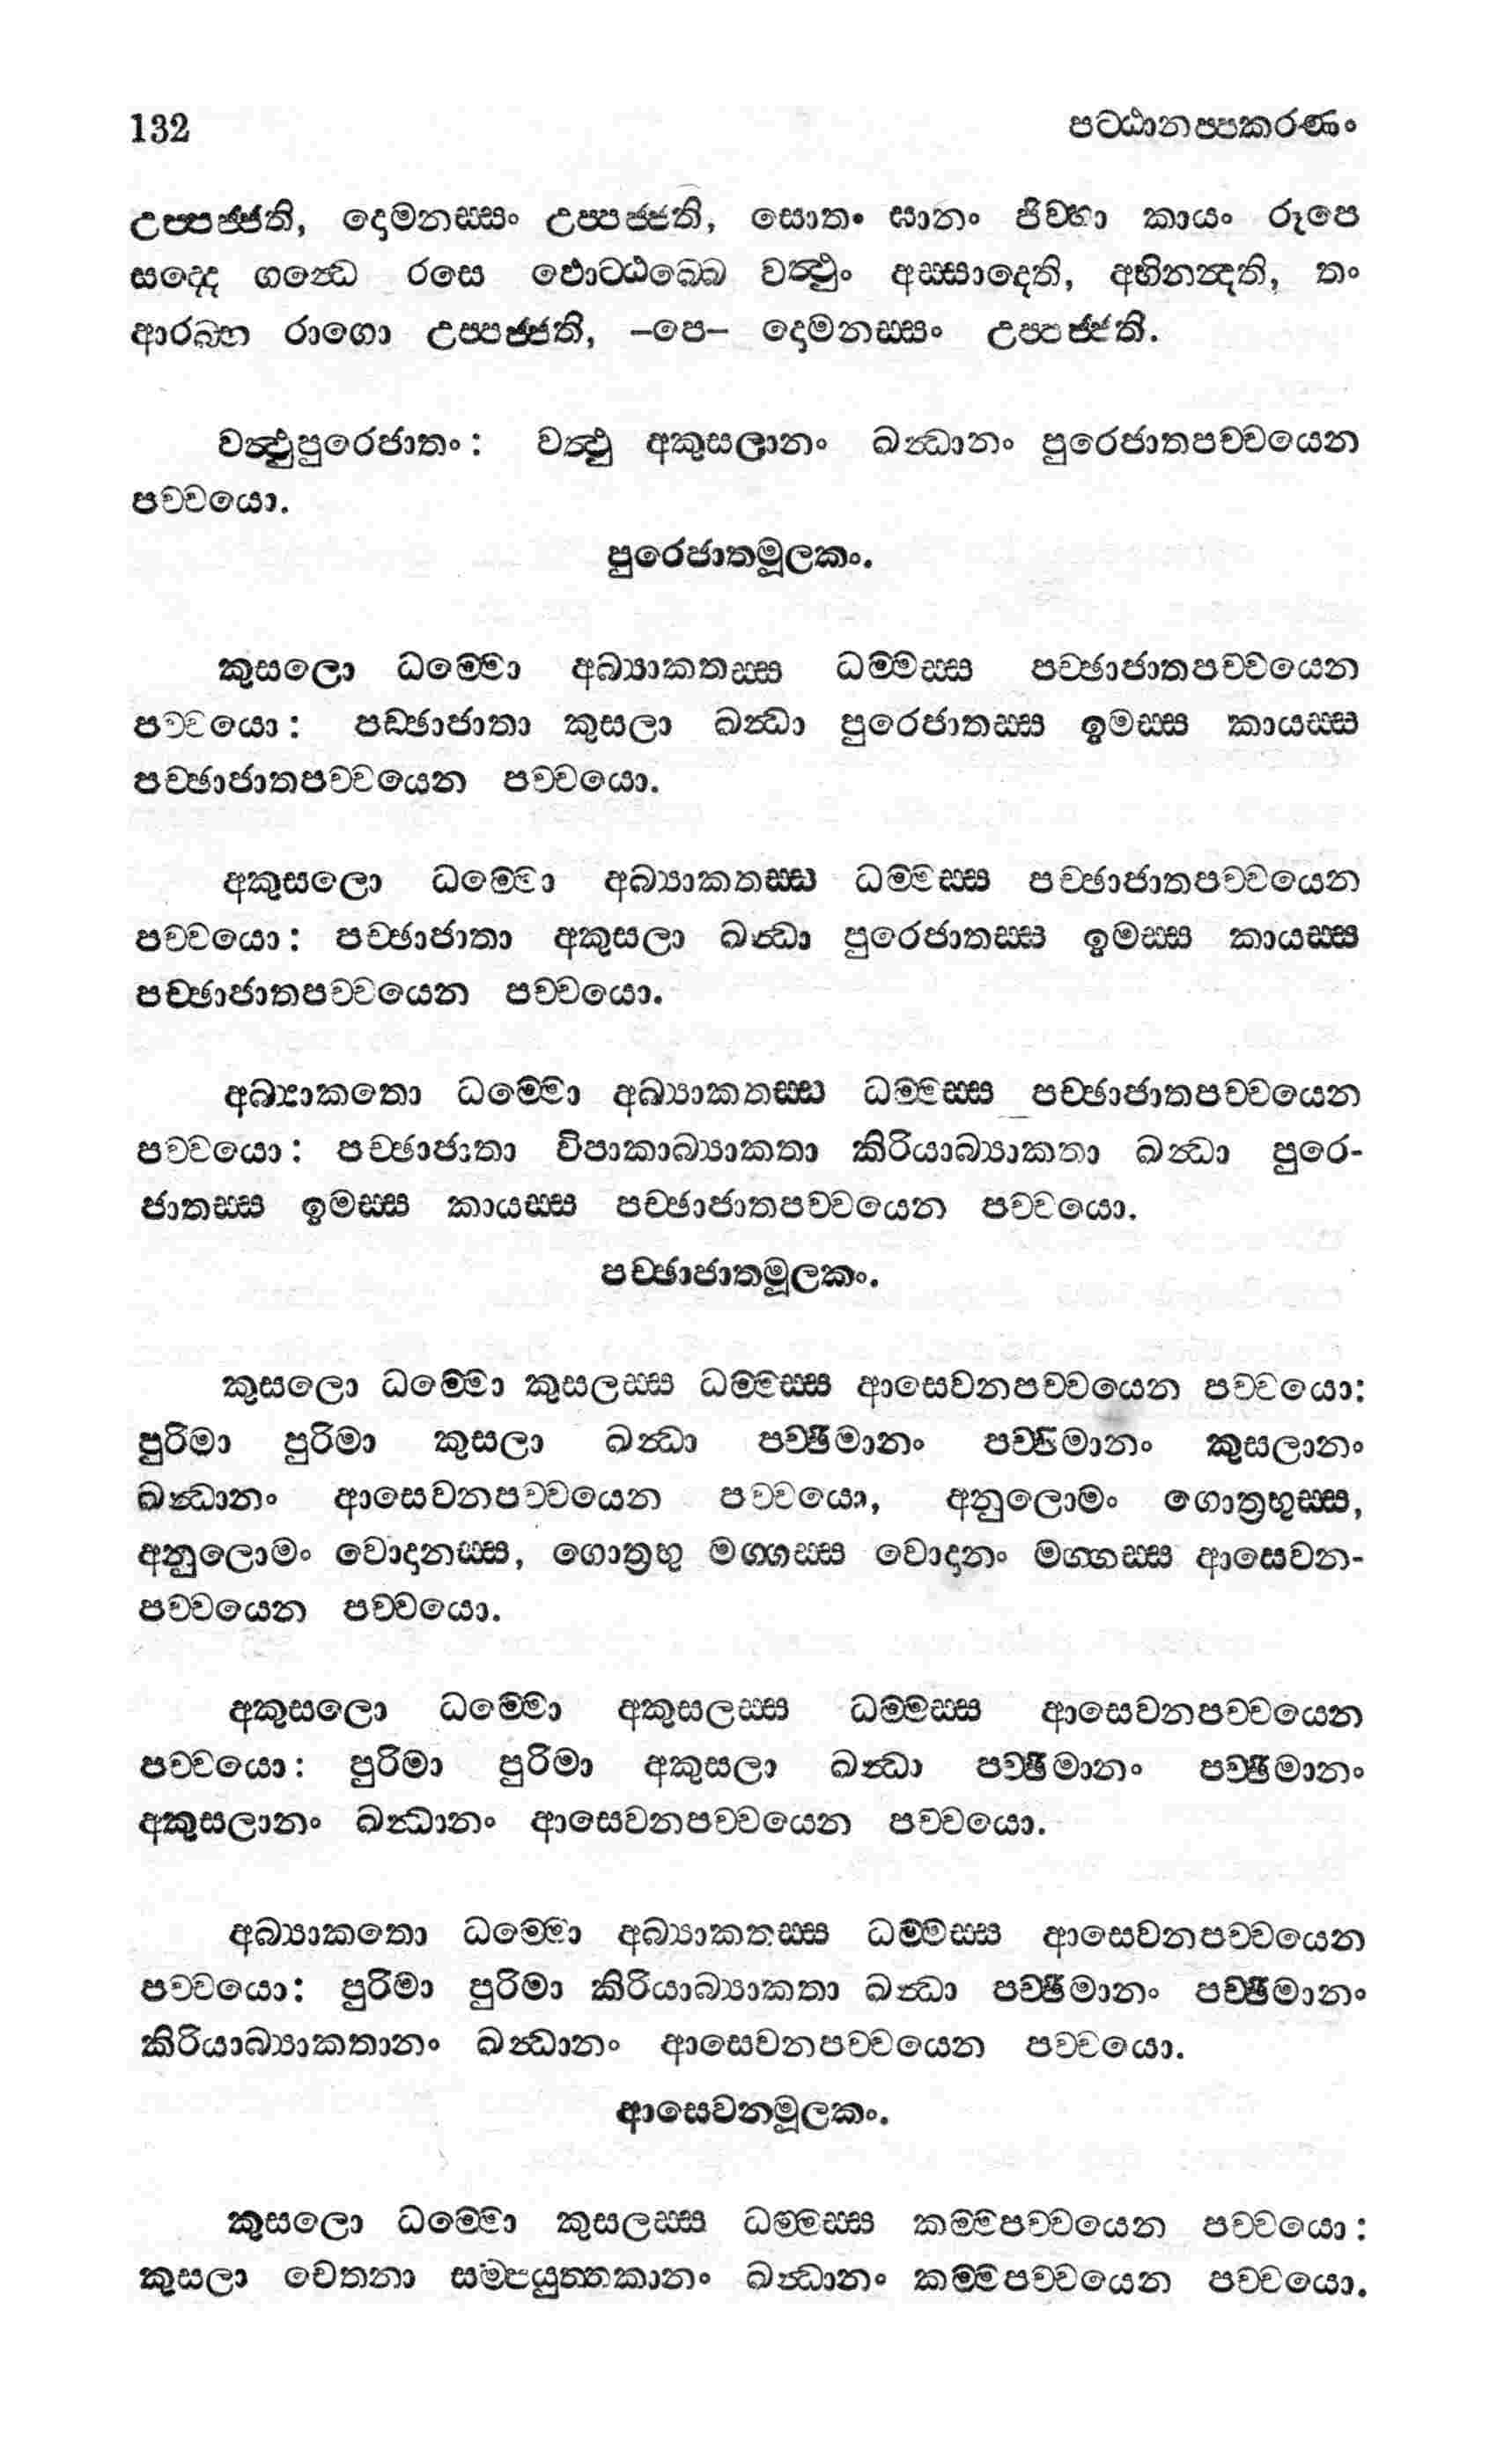 132 පට්ඨානප්පකරණං
උප්පජ්ජති, දොමනස්සං උප්පජ්ජති, සොතං ඝානං ජිව්හා කායං රූපෙ
සද්දෙ ගන්ධෙ රසෙ ඵොට්ඨබ්බෙ වත්ථුං අස්සාදෙති, අභිනන්දති, තං
ආරබ්භ රාගො උප්පජ්ජති, –පෙ– දොමනස්සං උප්පජ්ජති.
වත්ථුපුරෙජාතං: වත්ථු අකුසලානං ඛන්ධානං පුරෙජාතපච්චයෙන
පච්චයො.
පුරෙජාතමූලකං.
කුසලො ධම්මො අබ්‍යාකතස්ස ධම්මස්ස පච්ඡාජාතපච්චයෙන
පච්චයො: පච්ඡාජාතා කුසලා ඛන්ධා පුරෙජාතස්ස ඉමස්ස කායස්ස
පච්ඡාජාතපච්චයෙන පච්චයො.
අකුසලො ධම්මො අබ්‍යාකතස්ස ධම්මස්ස පච්ඡාජාතපච්චයෙන
පච්චයො: පච්ඡාජාතා අකුසලා ඛන්ධා පුරෙජාතස්ස ඉමස්ස කායස්ස
පච්ඡාජාතපච්චයෙන පච්චයො.
අබ්‍යාකතො ධම්මො අබ්‍යාකතස්ස ධම්මස්ස පච්ඡාජාතපච්චයෙන
පච්චයො: පච්ඡාජාතා විපාකාබ්‍යාකතා කිරියාබ්‍යාකතා ඛන්ධා පුරෙ-
ජාතස්ස ඉමස්ස කායස්ස පච්ඡාජාතපච්චයෙන පච්චයො.
පච්ඡාජාතමූලකං.
කුසලො ධම්මො කුසලස්ස ධම්මස්ස ආසෙවනපච්චයෙන පච්චයො:
පුරිමා පුරිමා කුසලා ඛන්ධා පච්ඡිමානං පච්ඡිමානං කුසලානං
ඛන්ධානං ආසෙවනපච්චයෙන පච්චයො, අනුලොමං ගොත්‍රභුස්ස,
අනුලොමං වොදානස්ස, ගොත්‍රභු මග්ගස්ස වොදානං මග්ගස්ස ආසෙවන-
පච්චයෙන පච්චයො.
අකුසලො ධම්මො අකුසලස්ස ධම්මස්ස ආසෙවනපච්චයෙන
පච්චයො: පුරිමා පුරිමා අකුසලා ඛන්ධා පච්ඡිමානං පච්ඡිමානං
අකුසලානං ඛන්ධානං ආසෙවනපච්චයෙන පච්චයො.
අබ්‍යාකතො ධම්මො අබ්‍යාකතස්ස ධම්මස්ස ආසෙවනපච්චයෙන
පච්චයො: පුරිමා පුරිමා කිරියාබ්‍යාකතා ඛන්ධා පච්ඡිමානං පච්ඡිමානං
කිරියාබ්‍යාකතානං ඛන්ධානං ආසෙවනපච්චයෙන පච්චයො.
ආසෙවනමූලකං.
කුසලො ධම්මො කුසලස්ස ධම්මස්ස කම්මපච්චයෙන පච්චයො:
කුසලා චෙතනා සම්පයුත්තකානං ඛන්ධානං කම්මපච්චයෙන පච්චයො.